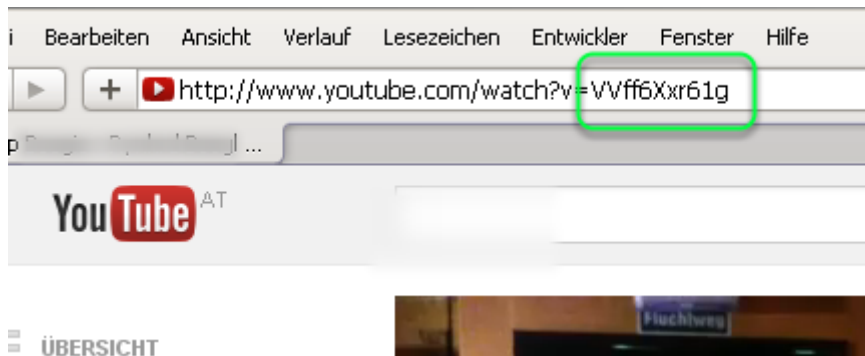 i Bearbeiten Ansicht Verlauf Lesezeichen Entwickler Fenster Hilfe
+ http://www.youtube.com/watch?v=VVff6Xxr61g
p ...
YouTube AT
Fluchtweg
ÜBERSICHT